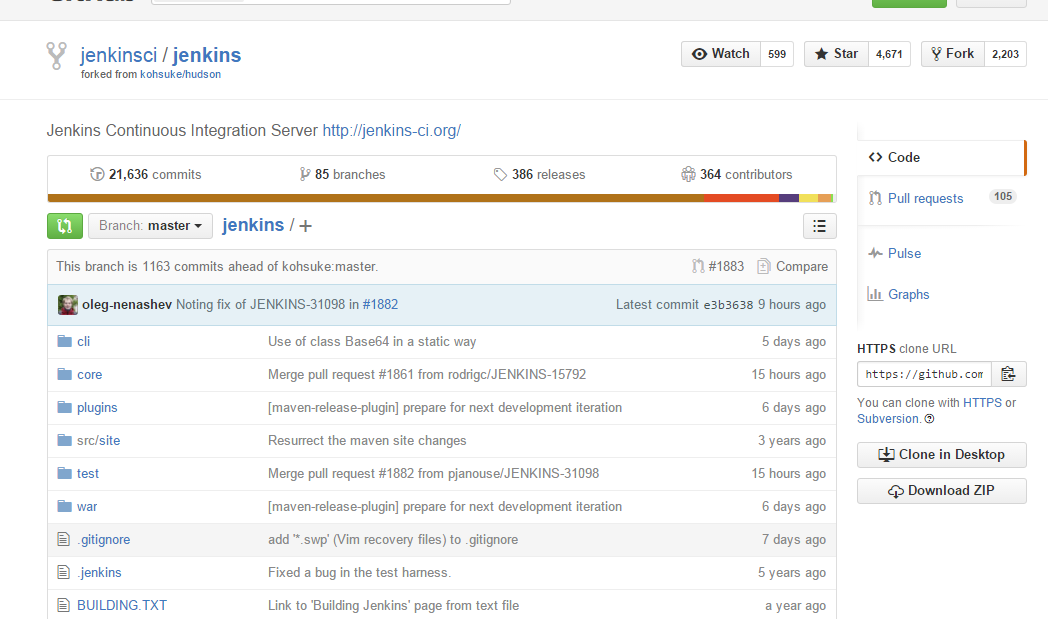 jenkinsci / jenkins
Watch 599 Star 4,671 Fork 2,203
forked from kohsuke/hudson
Jenkins Continuous Integration Server http://jenkins-ci.org/
21,636 commits 85 branches 386 releases 364 contributors
Branch: master jenkins / +
This branch is 1163 commits ahead of kohsuke:master. #1883 Compare
oleg-nenashev Noting fix of JENKINS-31098 in #1882 Latest commit e3b3638 9 hours ago
cli Use of class Base64 in a static way 5 days ago
core Merge pull request #1861 from rodrigc/JENKINS-15792 15 hours ago
plugins [maven-release-plugin] prepare for next development iteration 6 days ago
src/site Resurrect the maven site changes 3 years ago
test Merge pull request #1882 from pjanouse/JENKINS-31098 15 hours ago
war [maven-release-plugin] prepare for next development iteration 6 days ago
.gitignore add '*.swp' (Vim recovery files) to .gitignore 7 days ago
.jenkins Fixed a bug in the test harness. 5 years ago
BUILDING.TXT Link to 'Building Jenkins' page from text file a year ago
Code
Pull requests 105
Pulse
Graphs
HTTPS clone URL
https://github.com
You can clone with HTTPS or
Subversion.
Clone in Desktop
Download ZIP